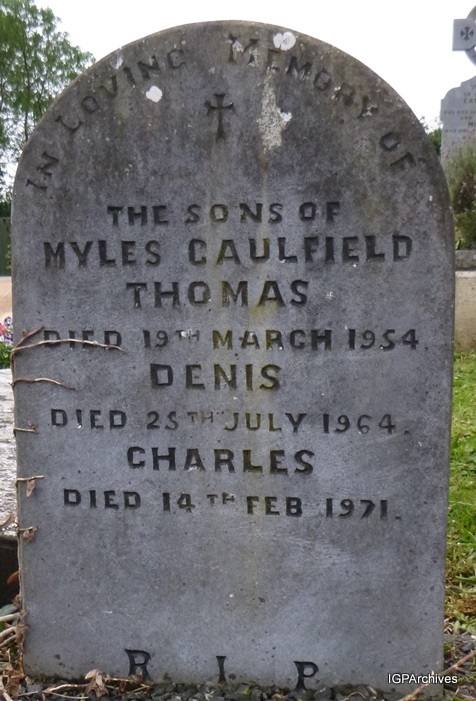 IN LOVING MEMORY OF
THE SONS OF
MYLES CAULFIELD
THOMAS
DIED 19TH MARCH 1954
DENIS
DIED 25TH JULY 1964.
CHARLES
DIED 14TH FEB 1971.
R I P
IGPArchives